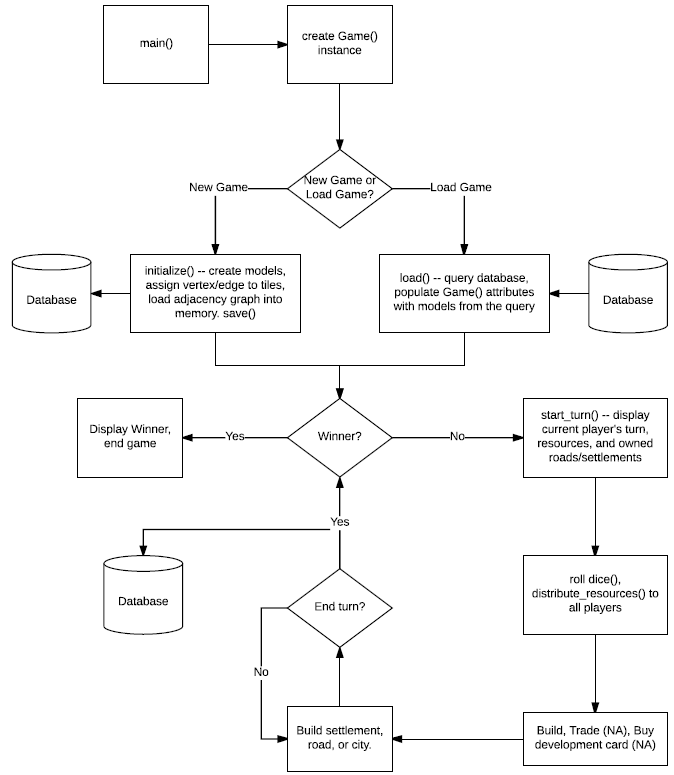 main()
create Game()
instance
New Game or
Load Game?
New Game
Load Game
Database
initialize() -- create models,
assign vertex/edge to tiles,
load adjacency graph into
memory. save()
load() -- query database,
populate Game() attributes
with models from the query
Database
Display Winner,
end game
Yes
Winner?
No
start_turn() -- display
current player's turn,
resources, and owned
roads/settlements
Yes
Database
End turn?
roll dice(),
distribute_resources() to
all players
No
Build settlement,
road, or city.
Build, Trade (NA), Buy
development card (NA)